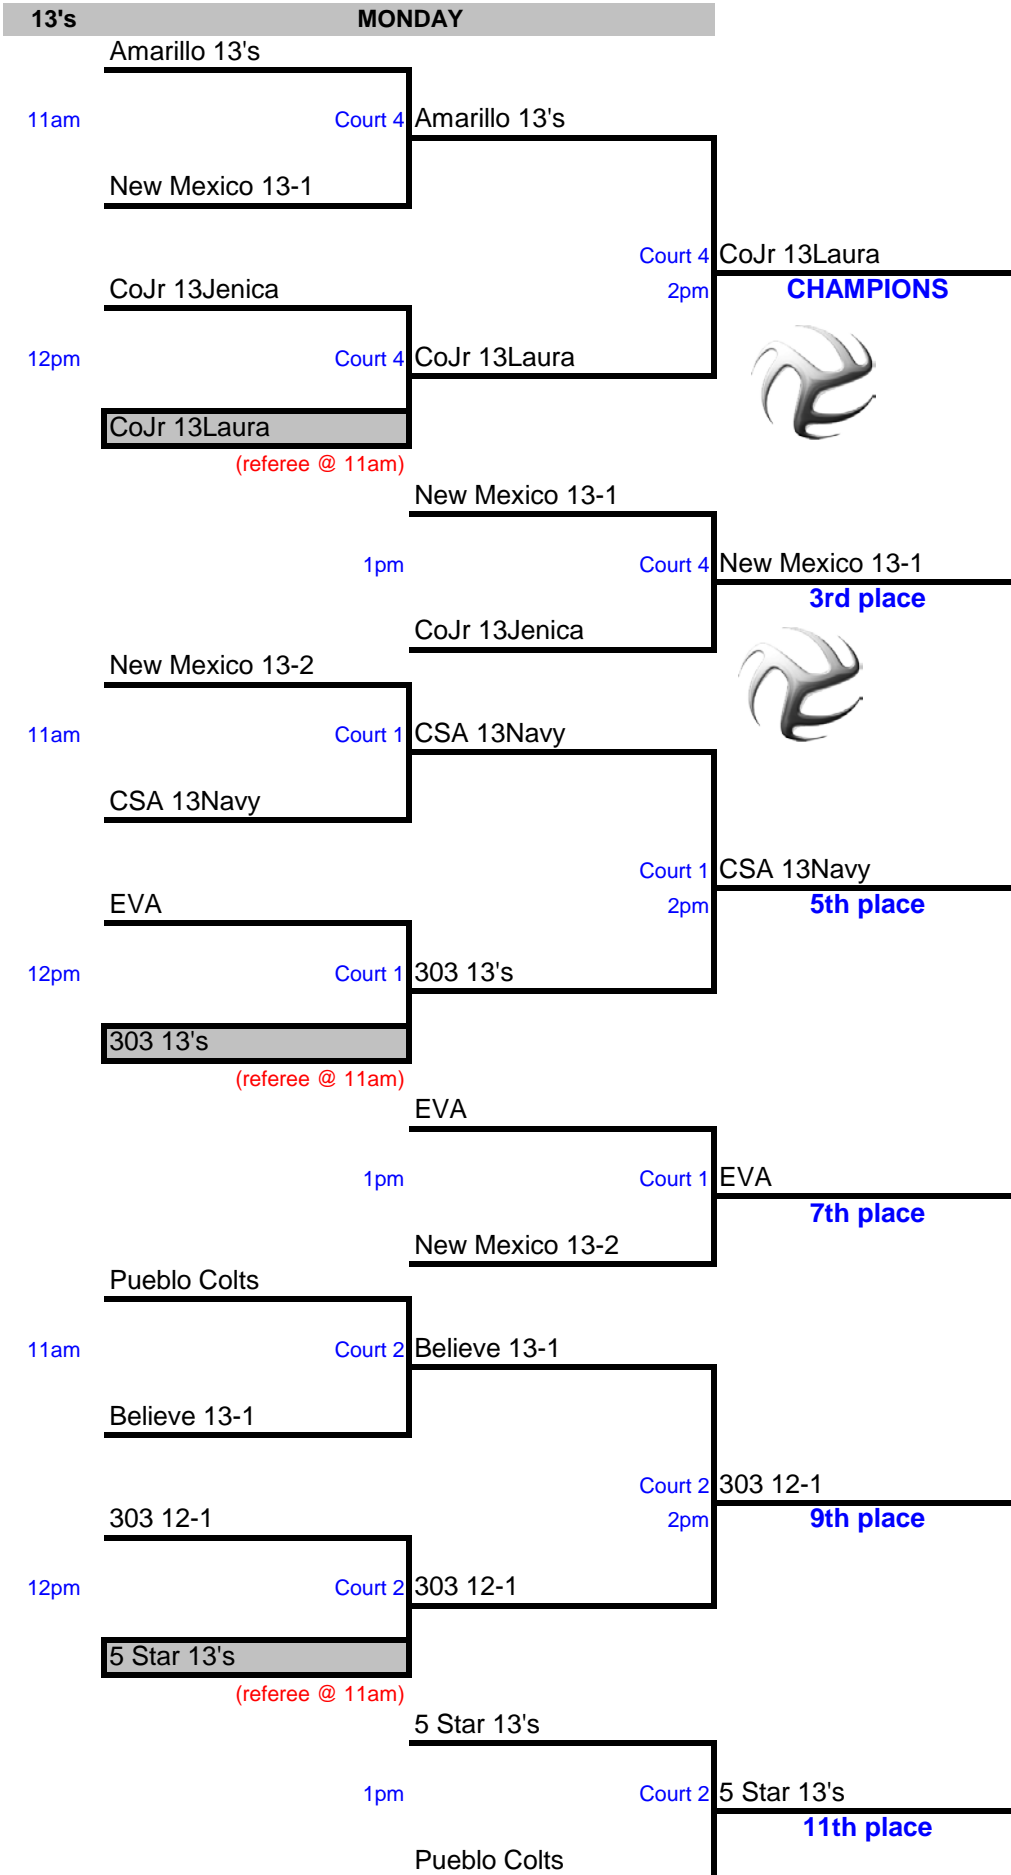 13's MONDAY
Amarillo 13's
11am Court 4 Amarillo 13's
New Mexico 13-1
Court 4 CoJr 13Laura
CoJr 13Jenica 2pm CHAMPIONS
12pm Court 4 CoJr 13Laura
CoJr 13Laura
(referee @ 11am)
New Mexico 13-1
1pm Court 4 New Mexico 13-1
3rd place
CoJr 13Jenica
New Mexico 13-2
11am Court 1 CSA 13Navy
CSA 13Navy
Court 1 CSA 13Navy
EVA 2pm 5th place
12pm Court 1 303 13's
303 13's
(referee @ 11am)
EVA
1pm Court 1 EVA
7th place
New Mexico 13-2
Pueblo Colts
11am Court 2 Believe 13-1
Believe 13-1
Court 2 303 12-1
303 12-1 2pm 9th place
12pm Court 2 303 12-1
5 Star 13's
(referee @ 11am)
5 Star 13's
1pm Court 2 5 Star 13's
11th place
Pueblo Colts